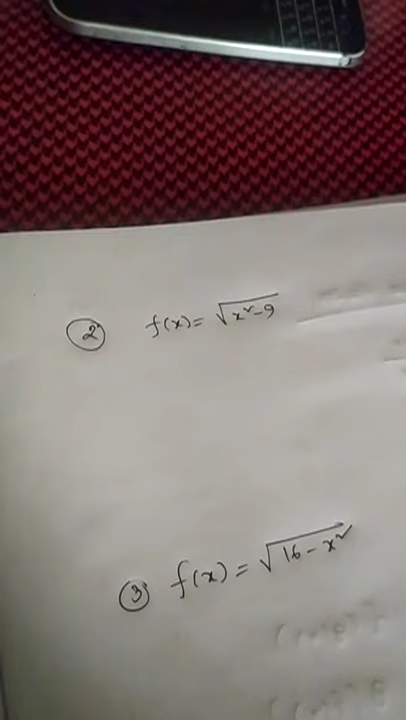 ② f(x) = √x²-9
③ f(x) = √16-x²